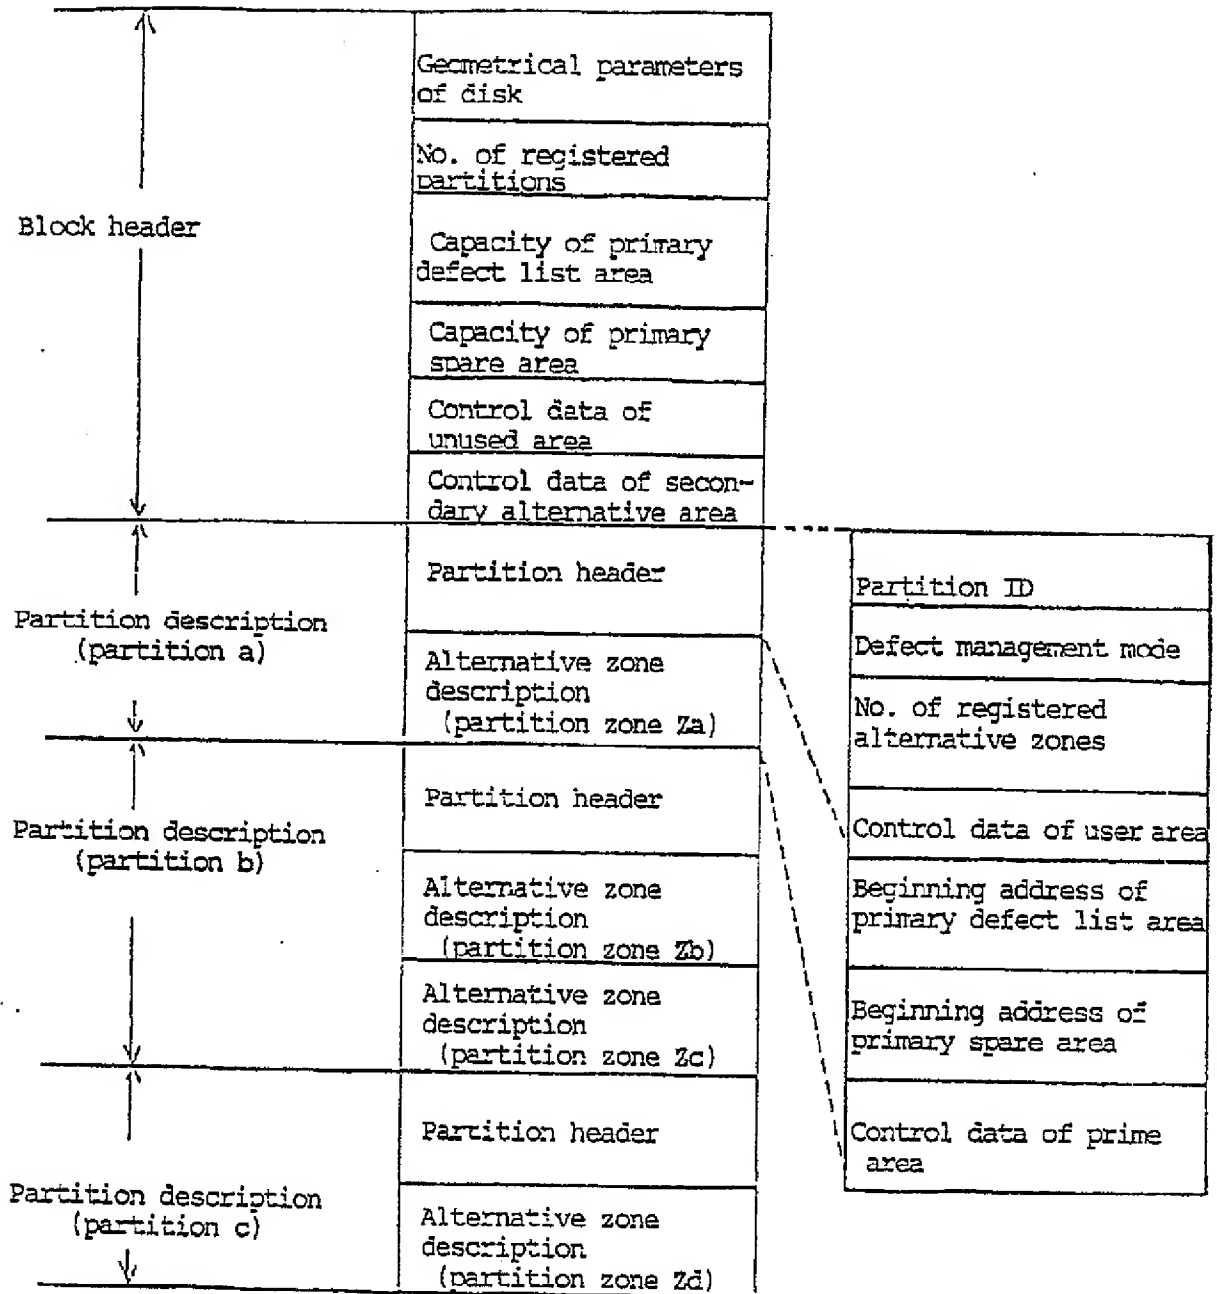 Geometrical parameters
of disk
No. of registered
partitions
Block header
Capacity of primary
defect list area
Capacity of primary
spare area
Control data of
unused area
Control data of secon-
dary alternative area
Partition description
(partition a)
Partition header
Alternative zone
description
(partition zone Za)
Partition description
(partition b)
Partition header
Alternative zone
description
(partition zone Zb)
Alternative zone
description
(partition zone Zc)
Partition description
(partition c)
Partition header
Alternative zone
description
(partition zone Zd)
Partition ID
Defect management mode
No. of registered
alternative zones
Control data of user area
Beginning address of
primary defect list area
Beginning address of
primary spare area
Control data of prime
area